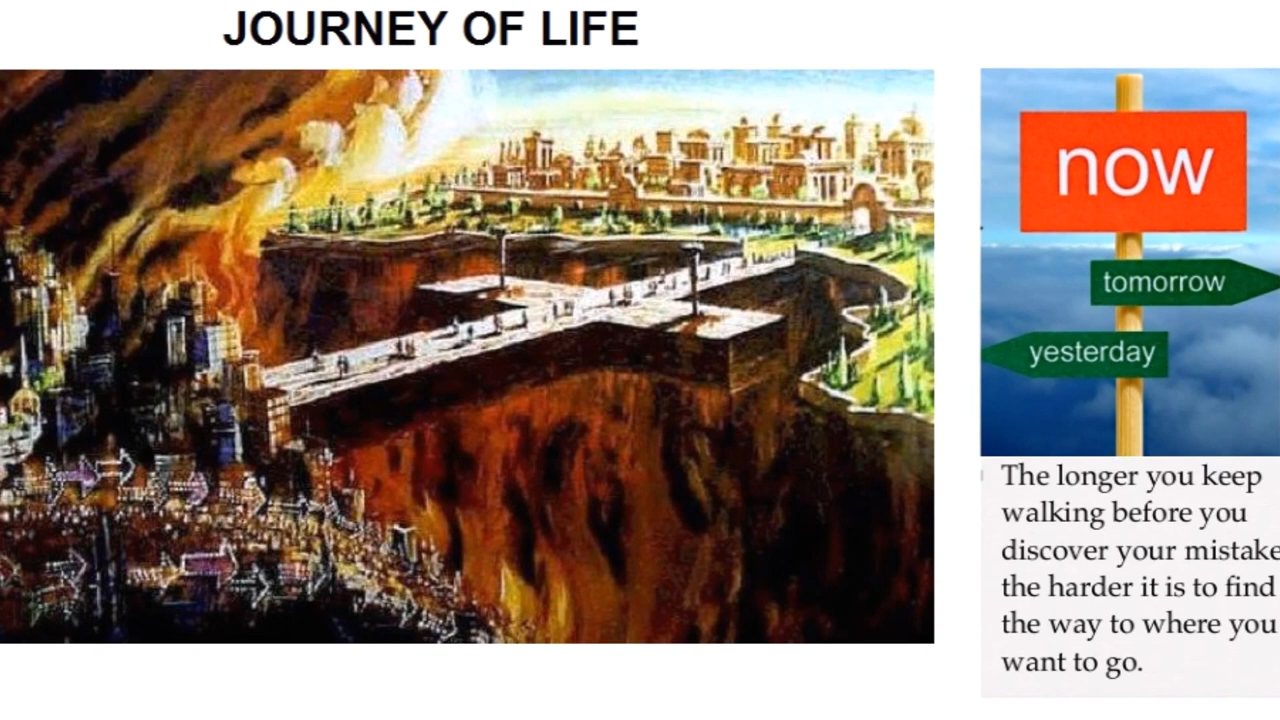 JOURNEY OF LIFE
now
tomorrow
yesterday
The longer you keep
walking before you
discover your mistake
the harder it is to find
the way to where you
want to go.